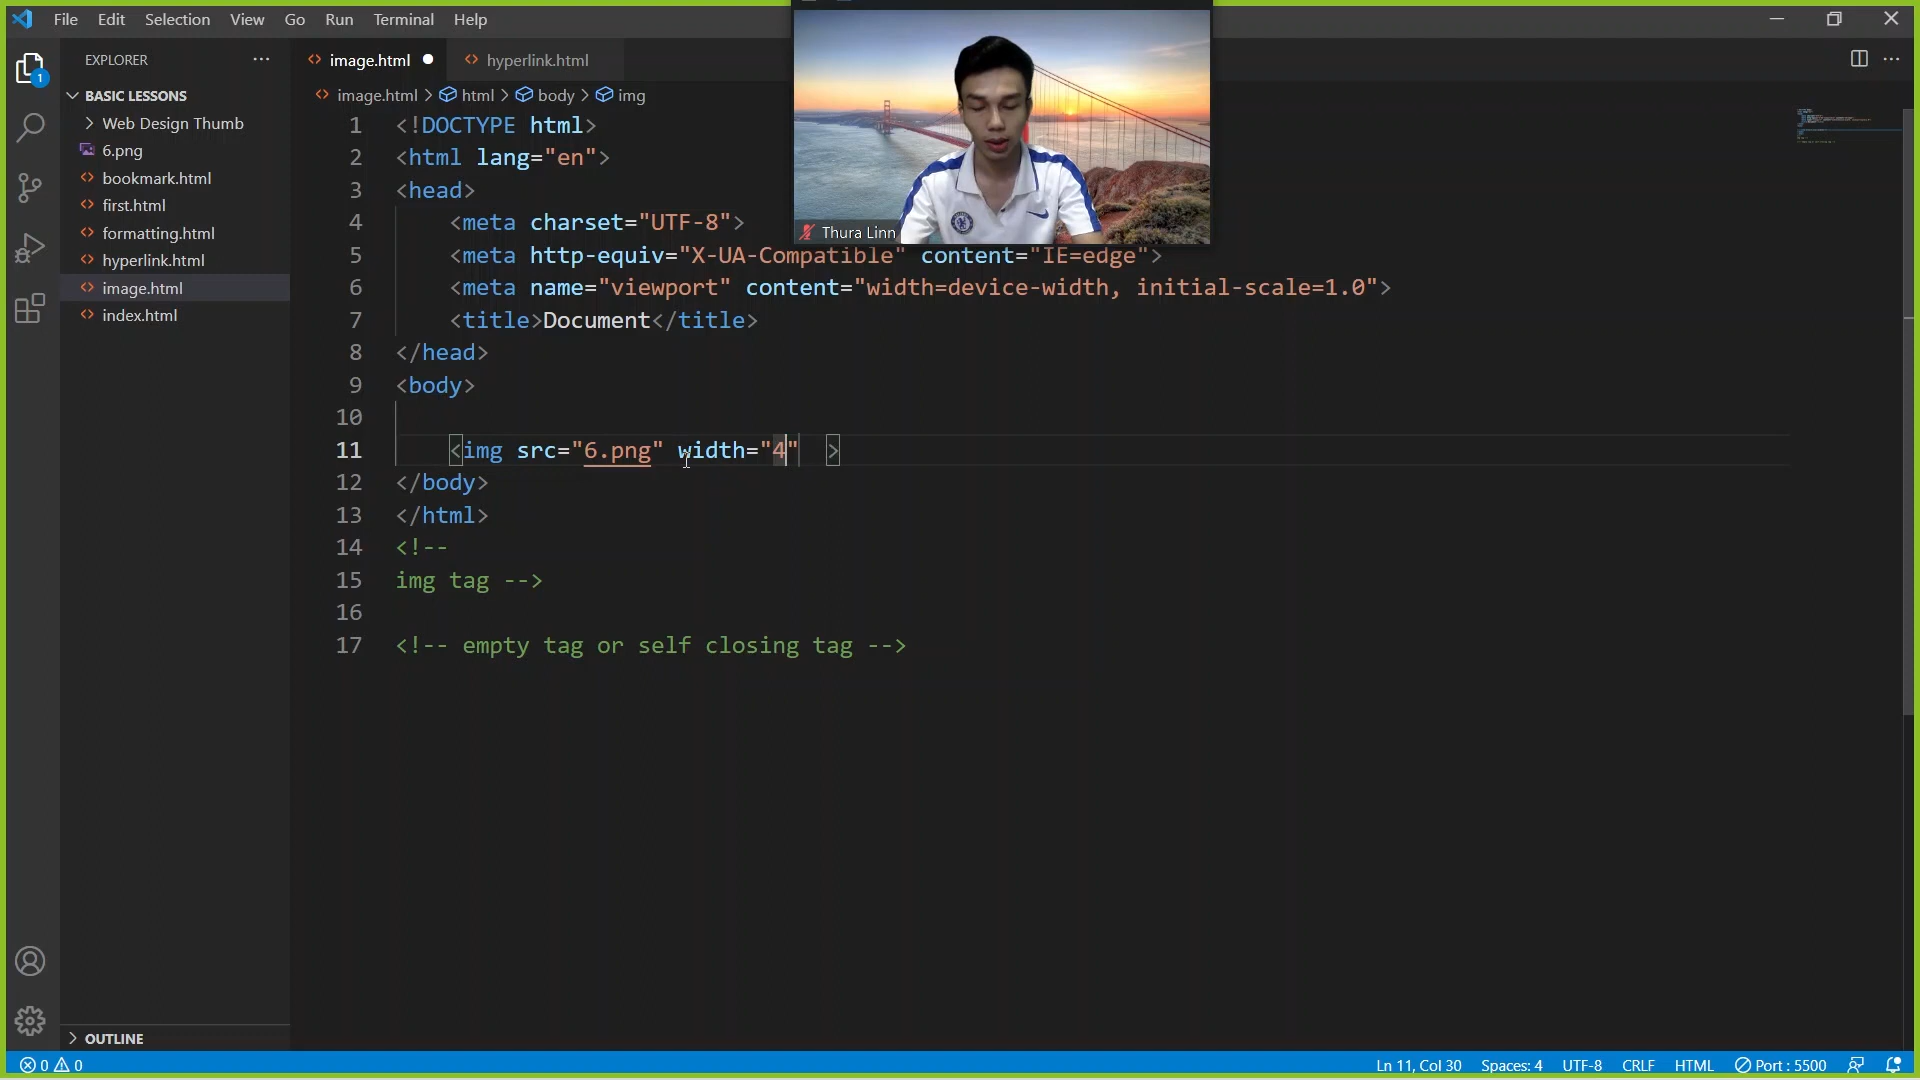 File Edit Selection View Go Run Terminal Help
EXPLORER
BASIC LESSONS
Web Design Thumb
6.png
bookmark.html
first.html
formatting.html
hyperlink.html
image.html
index.html
OUTLINE
image.html hyperlink.html
image.html > html > body > img
1 <!DOCTYPE html>
2 <html lang="en">
3 <head>
4 <meta charset="UTF-8">
5 <meta http-equiv="X-UA-Compatible" content="IE=edge">
6 <meta name="viewport" content="width=device-width, initial-scale=1.0">
7 <title>Document</title>
8 </head>
9 <body>
10
11 <img src="6.png" width="4" >
12 </body>
13 </html>
14 <!--
15 img tag -->
16
17 <!-- empty tag or self closing tag -->
Thura Linn
1
0 0 Ln 11, Col 30 Spaces: 4 UTF-8 CRLF HTML Port : 5500